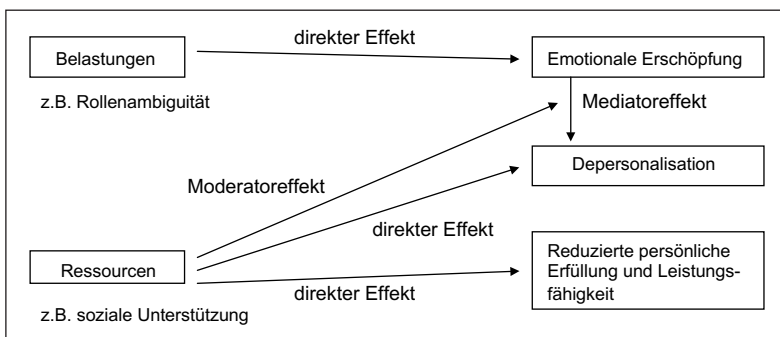 direkter Effekt
Belastungen
Emotionale Erschöpfung
z.B. Rollenambiguität
Mediatoreffekt
Depersonalisation
Moderatoreffekt
direkter Effekt
Ressourcen
Reduzierte persönliche
Erfüllung und Leistungs-
fähigkeit
direkter Effekt
z.B. soziale Unterstützung